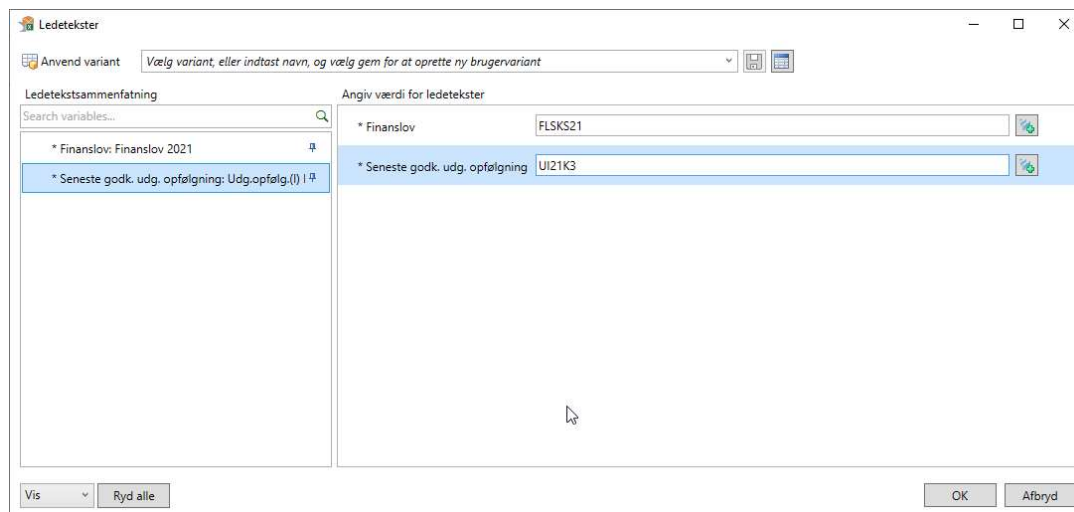 Ledetekster
Anvend variant Vælg variant, eller indtast navn, og vælg gem for at oprette ny brugervariant
Ledetekstsammenfatning
Search variables...
* Finanslov: Finanslov 2021
* Seneste godk. udg. opfølgning: Udg.opfølg.(I)
Angiv værdi for ledetekster
* Finanslov FLSKS21
* Seneste godk. udg. opfølgning UI21K3
Vis Ryd alle OK Afbryd